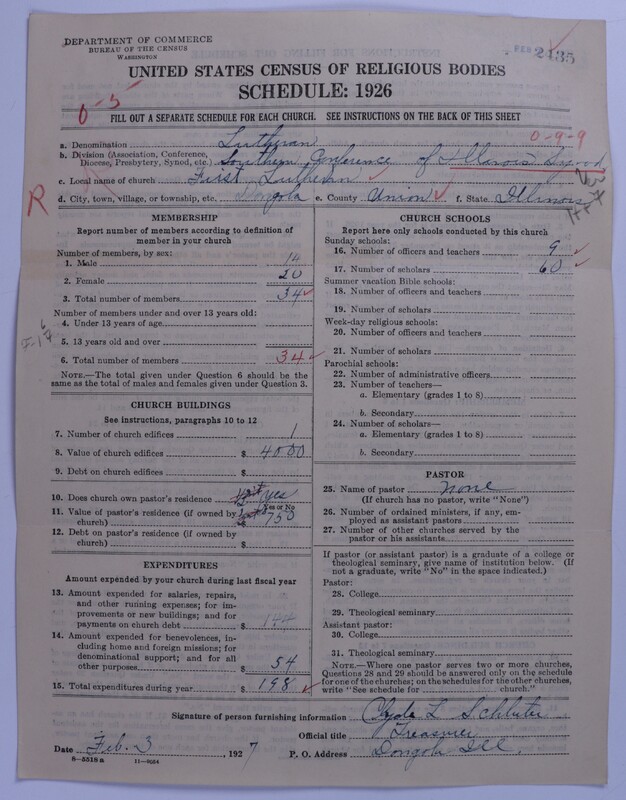 DEPARTMENT OF COMMERCE
BUREAU OF THE CENSUS
WASHINGTON
FEB 2435
UNITED STATES CENSUS OF RELIGIOUS BODIES
SCHEDULE: 1926
0-5
FILL OUT A SEPARATE SCHEDULE FOR EACH CHURCH. SEE INSTRUCTIONS ON THE BACK OF THIS SHEET
0-9-9
a. Denomination Lutheran
b. Division (Association, Conference, Diocese, Presbytery, Synod, etc.) Southern Conference of Illinois Synod
c. Local name of church First Lutheran
R
d. City, town, village, or township, etc. Dongola e. County Union f. State Illinois
MEMBERSHIP
Report number of members according to definition of
member in your church
Number of members, by sex:
1. Male 14
2. Female 20
3. Total number of members 34
Number of members under and over 13 years old:
4. Under 13 years of age
5. 13 years old and over
6. Total number of members 34
NOTE.—The total given under Question 6 should be the
same as the total of males and females given under Question 3.
CHURCH BUILDINGS
See instructions, paragraphs 10 to 12
7. Number of church edifices 1
8. Value of church edifices $ 4000
9. Debt on church edifices $
10. Does church own pastor's residence yes
Yes or No
11. Value of pastor's residence (if owned by
church) $ 750
12. Debt on pastor's residence (if owned by
church) $
EXPENDITURES
Amount expended by your church during last fiscal year
13. Amount expended for salaries, repairs,
and other running expenses; for im-
provements or new buildings; and for
payments on church debt $ 144
14. Amount expended for benevolences, in-
cluding home and foreign missions; for
denominational support; and for all
other purposes $ 54
15. Total expenditures during year $ 198
CHURCH SCHOOLS
Report here only schools conducted by this church
Sunday schools:
16. Number of officers and teachers 9
17. Number of scholars 60
Summer vacation Bible schools:
18. Number of officers and teachers
19. Number of scholars
Week-day religious schools:
20. Number of officers and teachers
21. Number of scholars
Parochial schools:
22. Number of administrative officers
23. Number of teachers—
a. Elementary (grades 1 to 8)
b. Secondary
24. Number of scholars—
a. Elementary (grades 1 to 8)
b. Secondary
PASTOR
25. Name of pastor None
(If church has no pastor, write "None")
26. Number of ordained ministers, if any, em-
ployed as assistant pastors
27. Number of other churches served by the
pastor or his assistants
If pastor (or assistant pastor) is a graduate of a college or
theological seminary, give name of institution below. (If
not a graduate, write "No" in the space indicated.)
Pastor:
28. College
29. Theological seminary
Assistant pastor:
30. College
31. Theological seminary
NOTE.—Where one pastor serves two or more churches,
Questions 28 and 29 should be answered only on the schedule
for one of the churches; on the schedules for the other churches,
write "See schedule for church."
Signature of person furnishing information Clyde L Schluter
Official title Treasurer
Date Feb. 3 1927 P. O. Address Dongola Ill.
8-5518a 11-9064